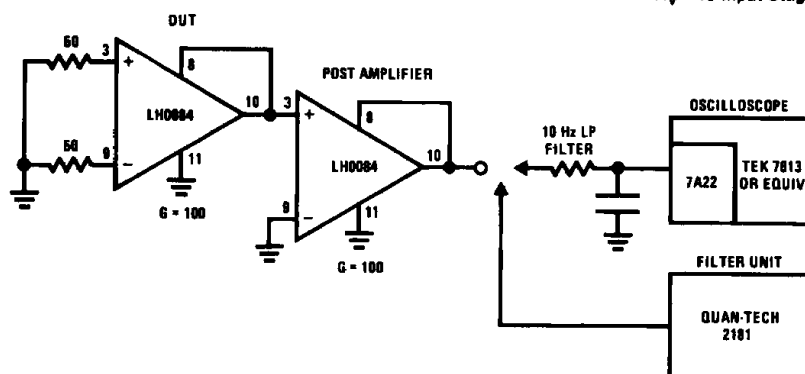 DUT
50
3
+
8
LH0084
10
50
9
−
11
G = 100
POST AMPLIFIER
3
+
8
LH0084
10
9
−
11
G = 100
10 Hz LP
FILTER
OSCILLOSCOPE
7A22
TEK 7613
OR EQUIV
FILTER UNIT
QUAN-TECH
2181